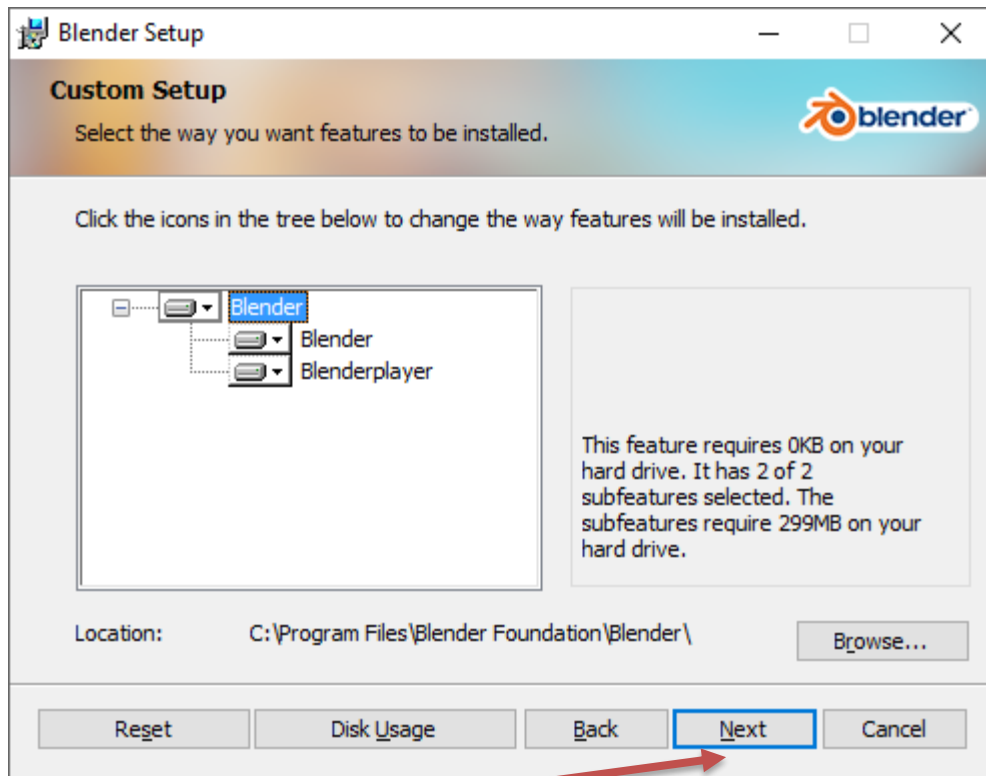 Blender Setup
Custom Setup
Select the way you want features to be installed.
blender
Click the icons in the tree below to change the way features will be installed.
Blender
Blender
Blenderplayer
This feature requires 0KB on your
hard drive. It has 2 of 2
subfeatures selected. The
subfeatures require 299MB on your
hard drive.
Location: C:\Program Files\Blender Foundation\Blender\
Browse...
Reset Disk Usage Back Next Cancel